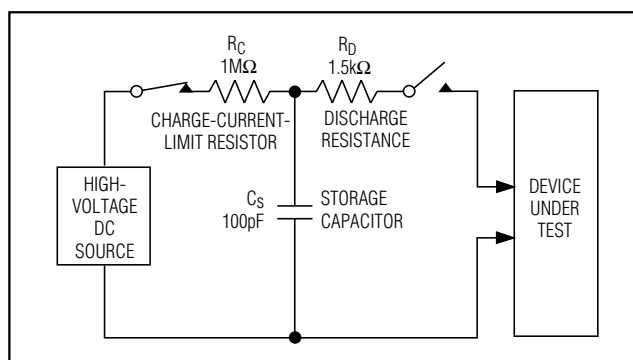 R_C
1MΩ
R_D
1.5kΩ
CHARGE-CURRENT-
LIMIT RESISTOR
DISCHARGE
RESISTANCE
HIGH-
VOLTAGE
DC
SOURCE
C_S
100pF
STORAGE
CAPACITOR
DEVICE
UNDER
TEST